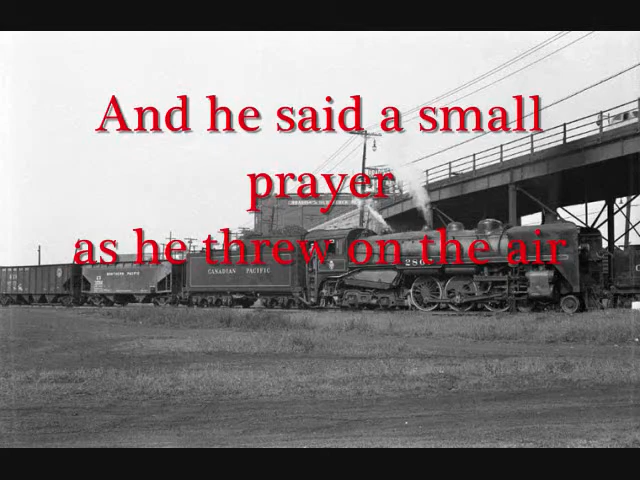 And he said a small
prayer
as he threw on the air
CANADIAN PACIFIC